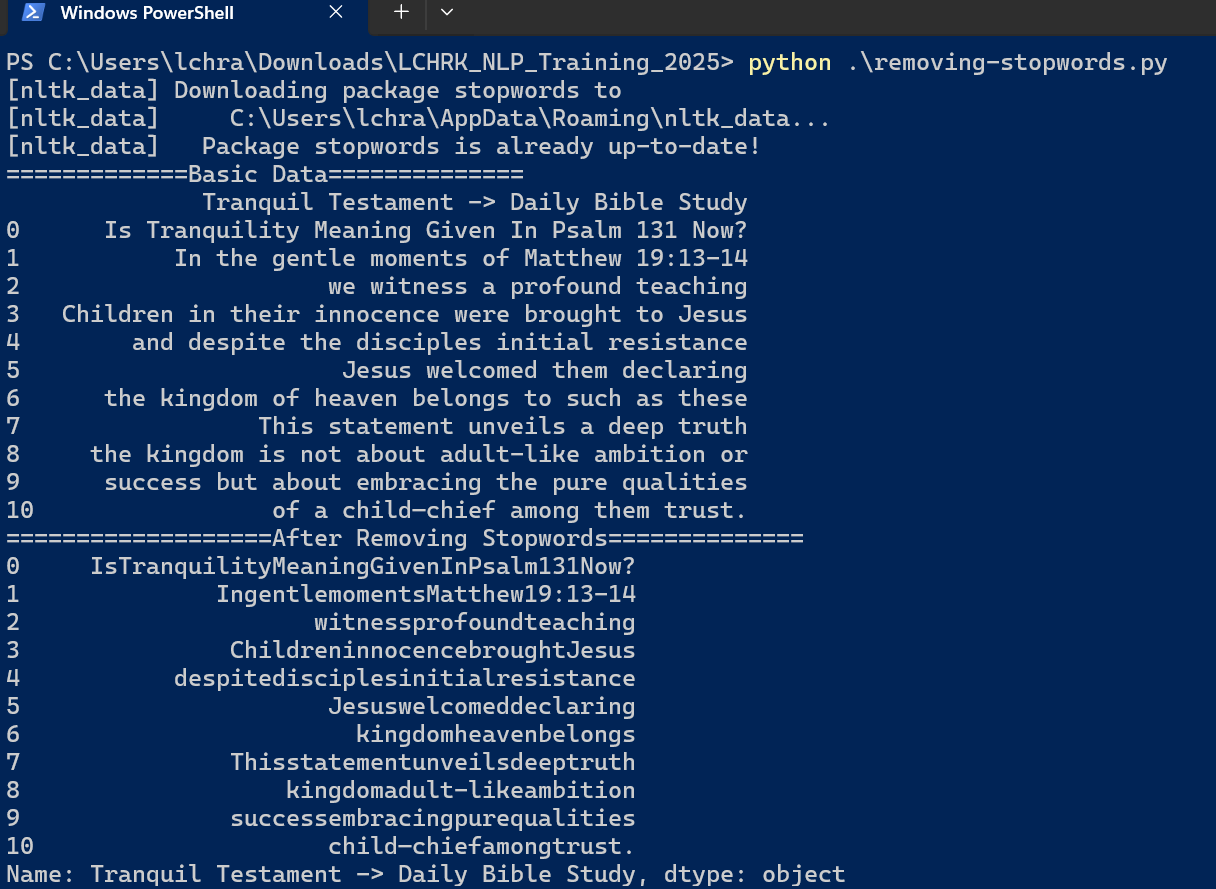 Windows PowerShell
PS C:\Users\lchra\Downloads\LCHRK_NLP_Training_2025> python .\removing-stopwords.py
[nltk_data] Downloading package stopwords to
[nltk_data]     C:\Users\lchra\AppData\Roaming\nltk_data...
[nltk_data]   Package stopwords is already up-to-date!
=============Basic Data==============
Tranquil Testament -> Daily Bible Study
0 Is Tranquility Meaning Given In Psalm 131 Now?
1 In the gentle moments of Matthew 19:13-14
2 we witness a profound teaching
3 Children in their innocence were brought to Jesus
4 and despite the disciples initial resistance
5 Jesus welcomed them declaring
6 the kingdom of heaven belongs to such as these
7 This statement unveils a deep truth
8 the kingdom is not about adult-like ambition or
9 success but about embracing the pure qualities
10 of a child-chief among them trust.
===================After Removing Stopwords==============
0 IsTranquilityMeaningGivenInPsalm131Now?
1 IngentlemomentsMatthew19:13-14
2 witnessprofoundteaching
3 ChildreninnocencebroughtJesus
4 despitedisciplesinitialresistance
5 Jesuswelcomeddeclaring
6 kingdomheavenbelongs
7 Thisstatementunveilsdeeptruth
8 kingdomadult-likeambition
9 successembracingpurequalities
10 child-chiefamongtrust.
Name: Tranquil Testament -> Daily Bible Study, dtype: object